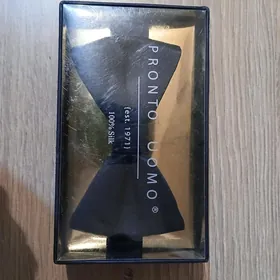 PRONTO UOMO®
(est. 1971)
100% Silk